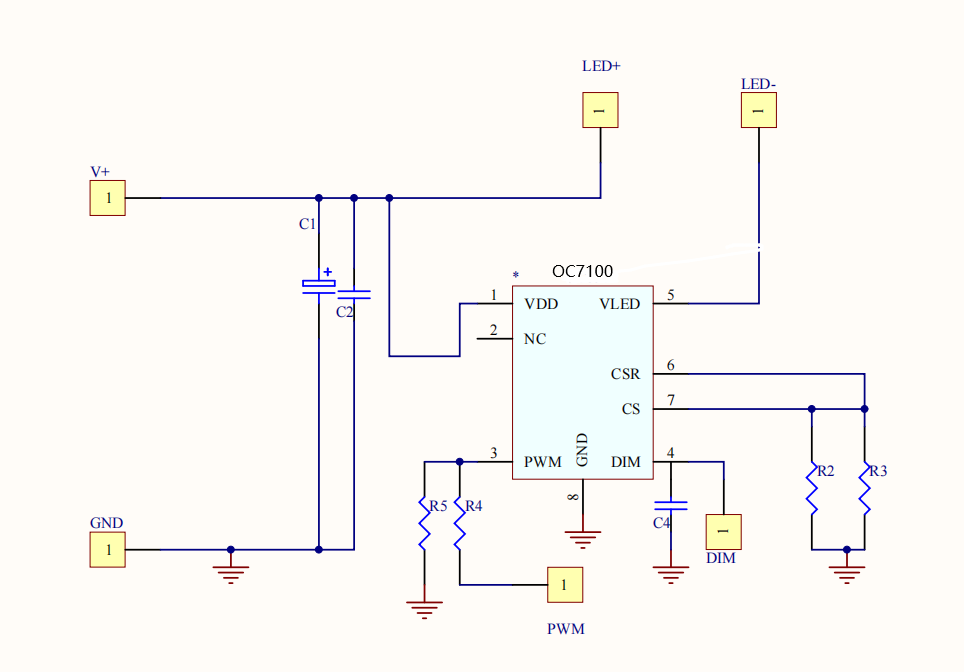 LED+
1
LED-
1
V+
1
C1
+
C2
*
OC7100
1
VDD
VLED
5
2
NC
CSR
6
CS
7
3
PWM
GND
DIM
4
8
R5
R4
C4
1
DIM
R2
R3
GND
1
1
PWM